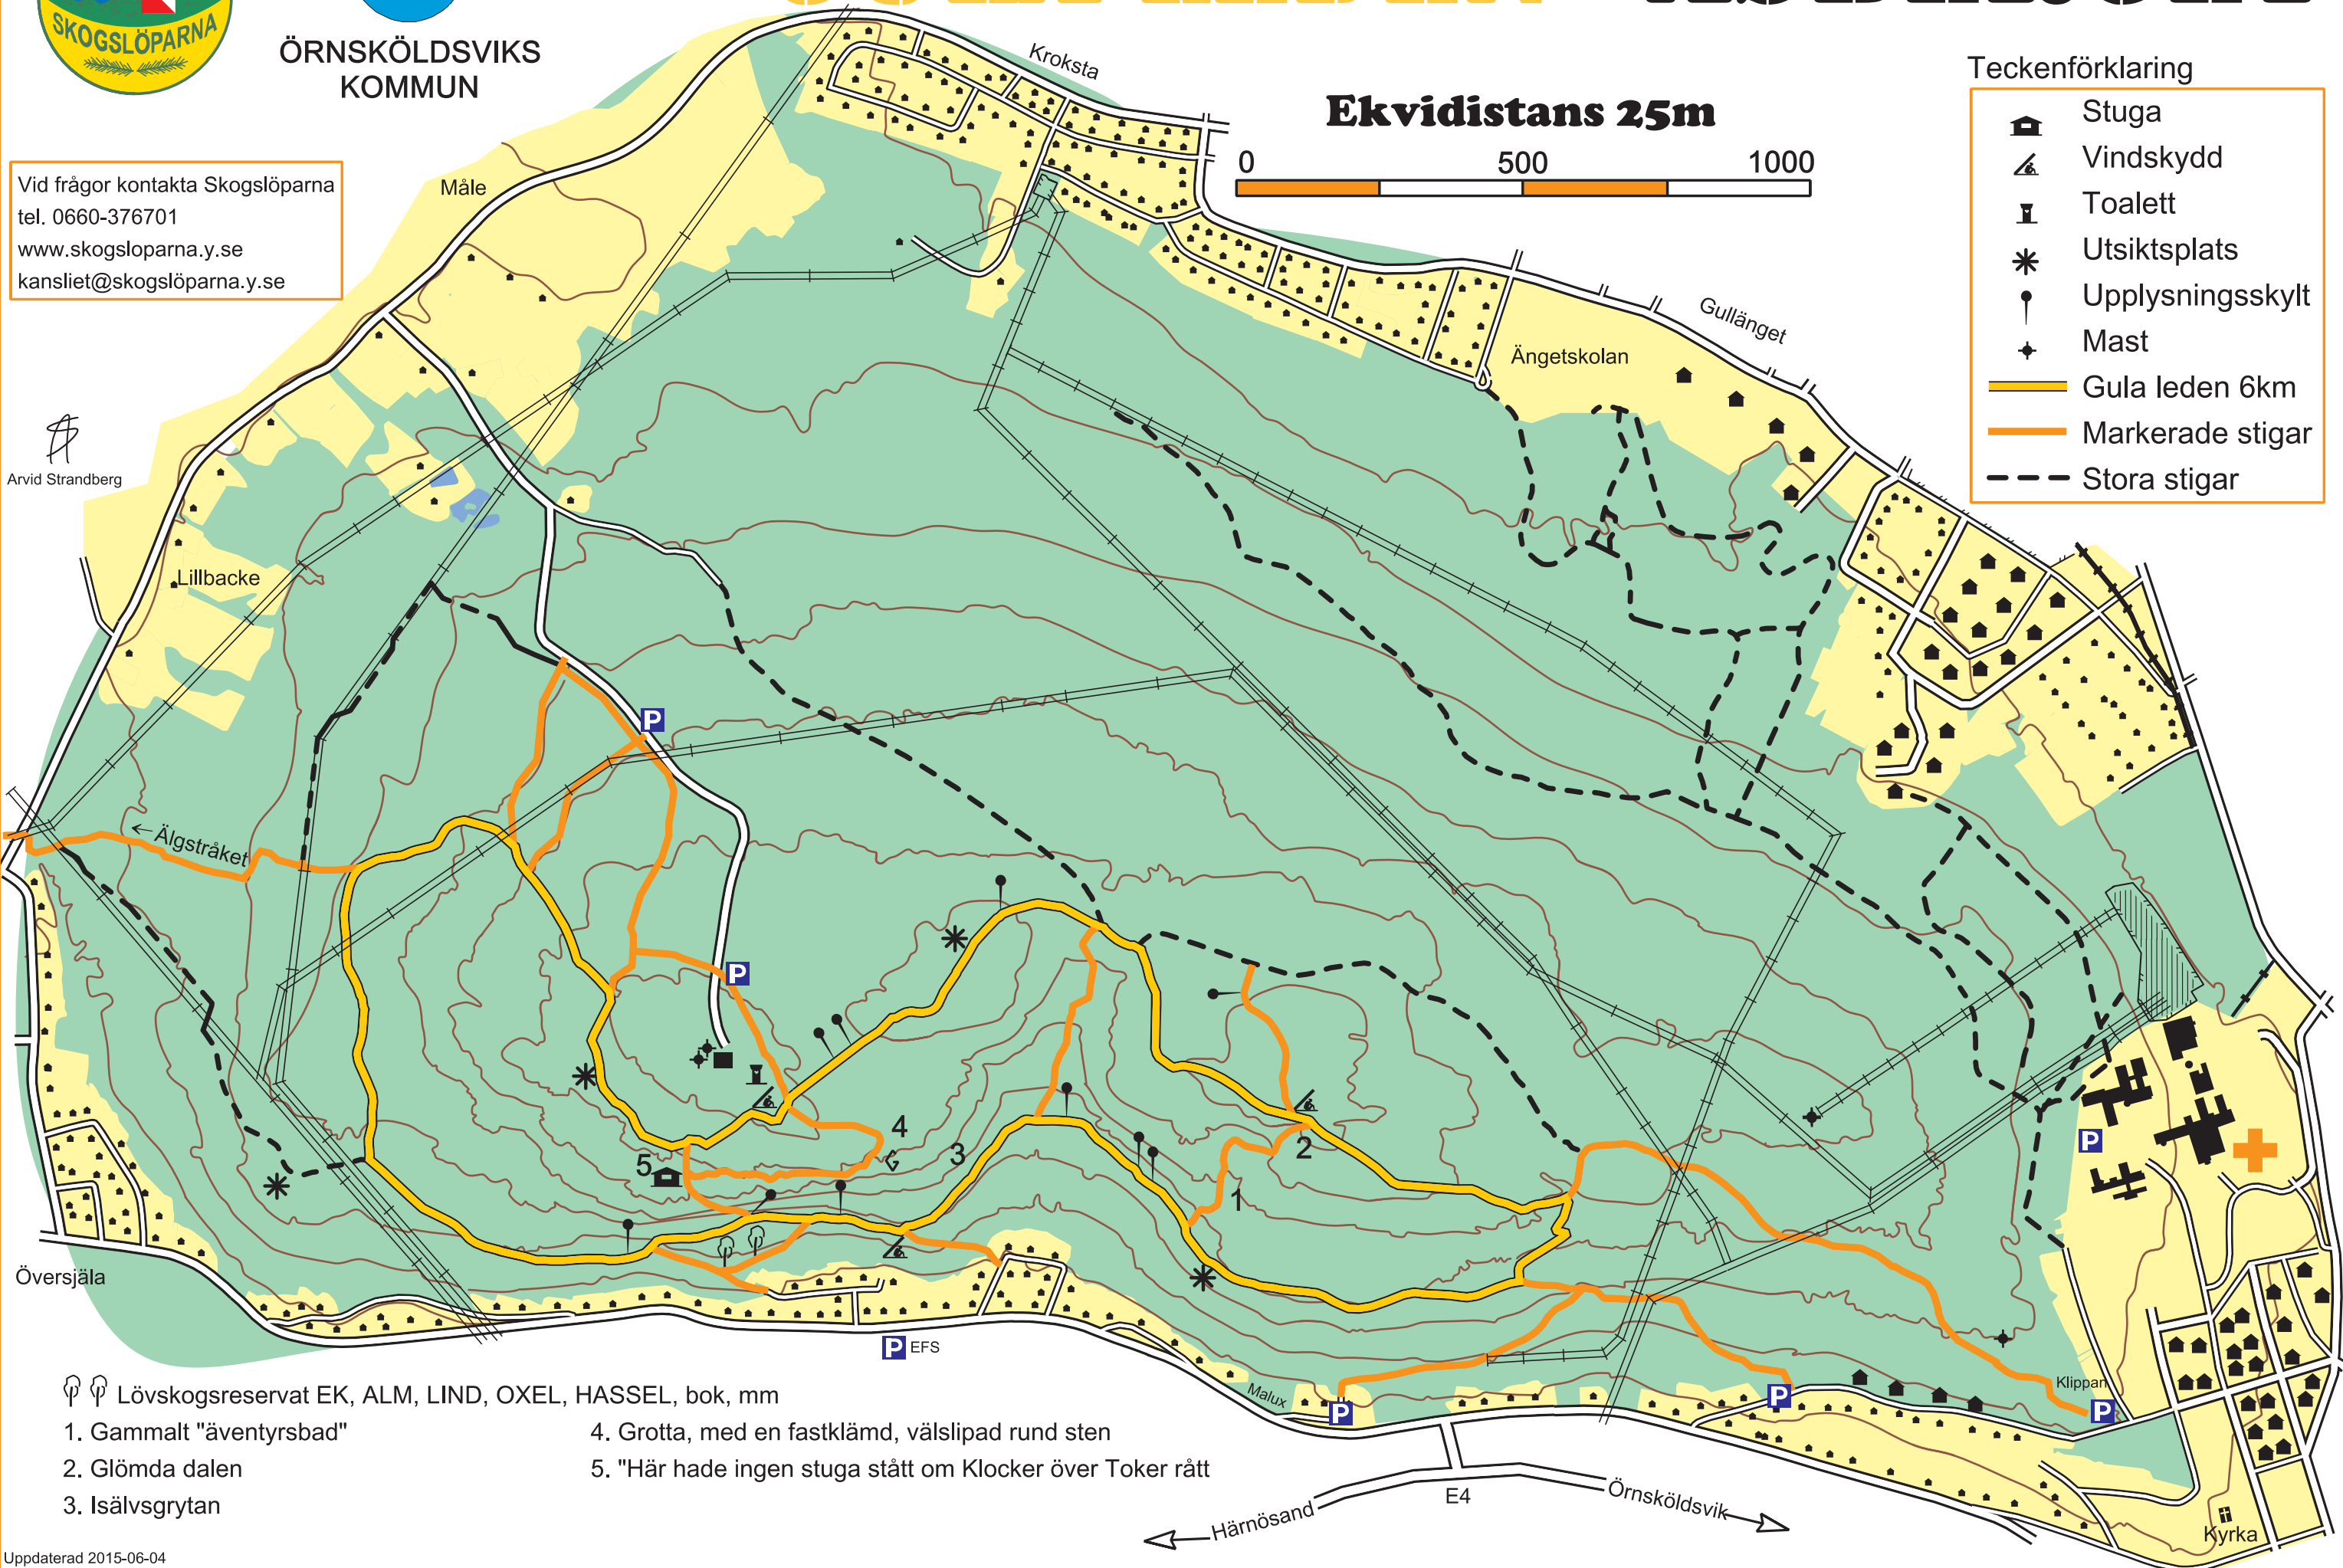 SKOGSLÖPARNA
ÖRNSKÖLDSVIKS
KOMMUN
Vid frågor kontakta Skogslöparna
tel. 0660-376701
www.skogsloparna.y.se
kansliet@skogslöparna.y.se
Arvid Strandberg
Ekvidistans 25m
0 500 1000
Teckenförklaring
Stuga
Vindskydd
Toalett
Utsiktsplats
Upplysningsskylt
Mast
Gula leden 6km
Markerade stigar
Stora stigar
Kroksta
Måle
Gullänget
Ängetskolan
Lillbacke
P
←Älgstråket
P
4
3
5
2
1
P
Översjäla
P EFS
Malux
P
P
Klippan
P
E4
Härnösand
Örnsköldsvik
Kyrka
Lövskogsreservat EK, ALM, LIND, OXEL, HASSEL, bok, mm
1. Gammalt "äventyrsbad"
2. Glömda dalen
3. Isälvsgrytan
4. Grotta, med en fastklämd, välslipad rund sten
5. "Här hade ingen stuga stått om Klocker över Toker rått
Uppdaterad 2015-06-04